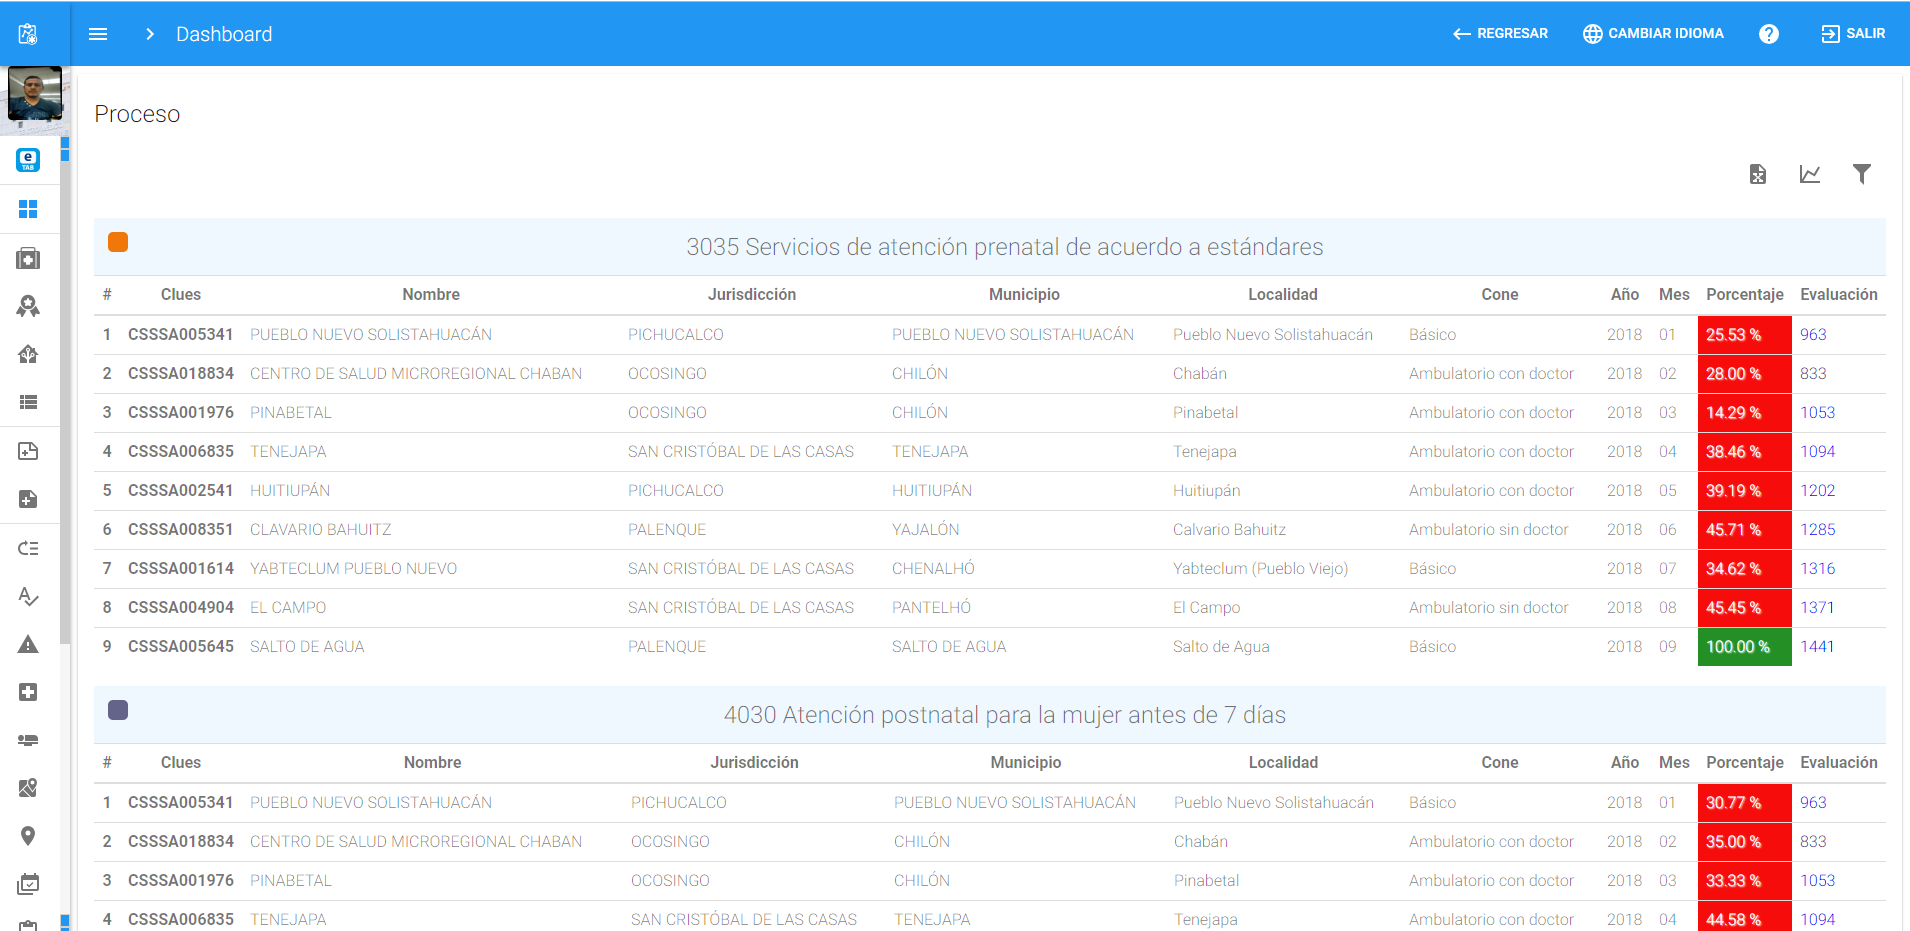 Dashboard
REGRESAR
CAMBIAR IDIOMA
SALIR
Proceso
e
TAB
3035 Servicios de atención prenatal de acuerdo a estándares
# Clues Nombre Jurisdicción Municipio Localidad Cone Año Mes Porcentaje Evaluación
1 CSSSA005341 PUEBLO NUEVO SOLISTAHUACÁN PICHUCALCO PUEBLO NUEVO SOLISTAHUACÁN Pueblo Nuevo Solistahuacán Básico 2018 01 25.53 % 963
2 CSSSA018834 CENTRO DE SALUD MICROREGIONAL CHABAN OCOSINGO CHILÓN Chabán Ambulatorio con doctor 2018 02 28.00 % 833
3 CSSSA001976 PINABETAL OCOSINGO CHILÓN Pinabetal Ambulatorio con doctor 2018 03 14.29 % 1053
4 CSSSA006835 TENEJAPA SAN CRISTÓBAL DE LAS CASAS TENEJAPA Tenejapa Ambulatorio con doctor 2018 04 38.46 % 1094
5 CSSSA002541 HUITIUPÁN PICHUCALCO HUITIUPÁN Huitiupán Ambulatorio con doctor 2018 05 39.19 % 1202
6 CSSSA008351 CLAVARIO BAHUITZ PALENQUE YAJALÓN Calvario Bahuitz Ambulatorio sin doctor 2018 06 45.71 % 1285
7 CSSSA001614 YABTECLUM PUEBLO NUEVO SAN CRISTÓBAL DE LAS CASAS CHENALHÓ Yabteclum (Pueblo Viejo) Básico 2018 07 34.62 % 1316
8 CSSSA004904 EL CAMPO SAN CRISTÓBAL DE LAS CASAS PANTELHÓ El Campo Ambulatorio sin doctor 2018 08 45.45 % 1371
9 CSSSA005645 SALTO DE AGUA PALENQUE SALTO DE AGUA Salto de Agua Básico 2018 09 100.00 % 1441
4030 Atención postnatal para la mujer antes de 7 días
# Clues Nombre Jurisdicción Municipio Localidad Cone Año Mes Porcentaje Evaluación
1 CSSSA005341 PUEBLO NUEVO SOLISTAHUACÁN PICHUCALCO PUEBLO NUEVO SOLISTAHUACÁN Pueblo Nuevo Solistahuacán Básico 2018 01 30.77 % 963
2 CSSSA018834 CENTRO DE SALUD MICROREGIONAL CHABAN OCOSINGO CHILÓN Chabán Ambulatorio con doctor 2018 02 35.00 % 833
3 CSSSA001976 PINABETAL OCOSINGO CHILÓN Pinabetal Ambulatorio con doctor 2018 03 33.33 % 1053
4 CSSSA006835 TENEJAPA SAN CRISTÓBAL DE LAS CASAS TENEJAPA Tenejapa Ambulatorio con doctor 2018 04 44.58 % 1094